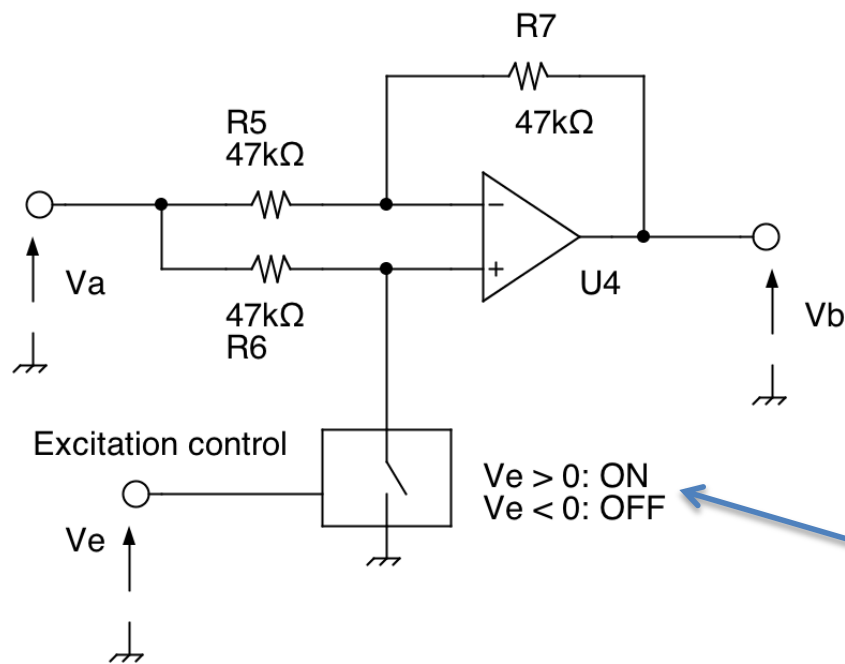 R7
47kΩ
R5
47kΩ
−
+
U4
47kΩ
R6
Va
Vb
Excitation control
Ve > 0: ON
Ve < 0: OFF
Ve